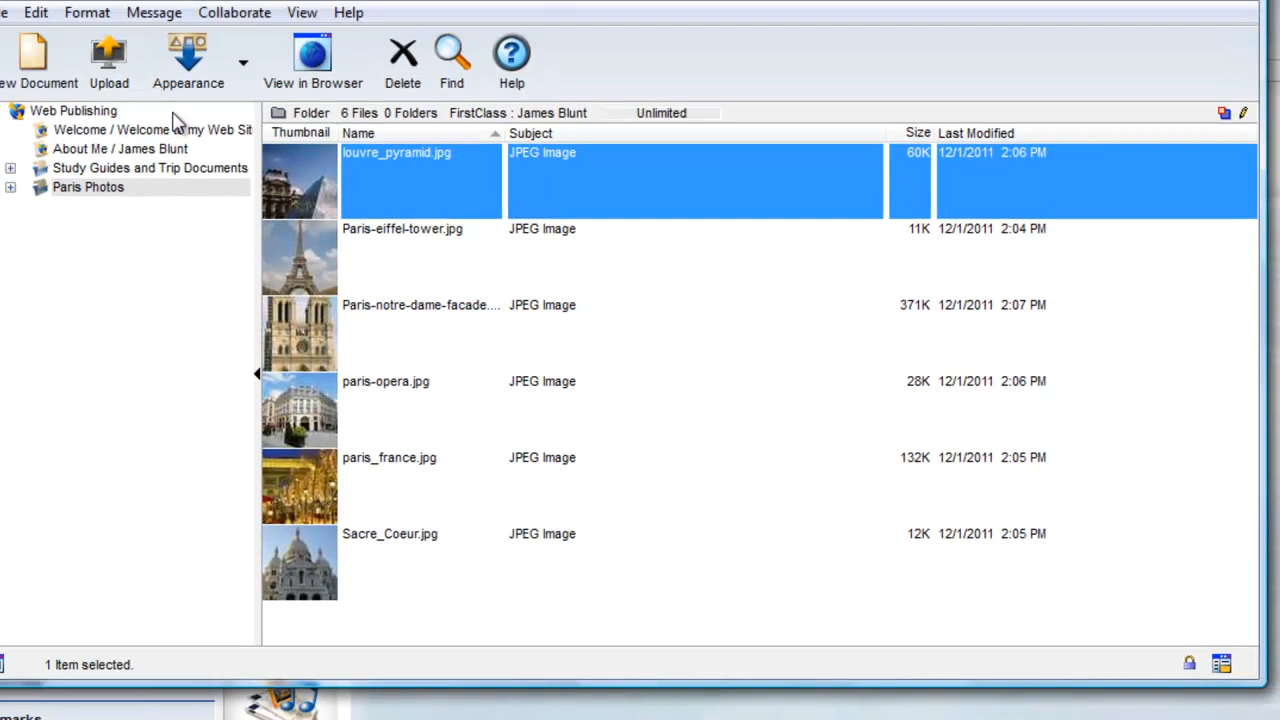 e Edit Format Message Collaborate View Help
ew Document Upload Appearance View in Browser Delete Find Help
Web Publishing
Welcome / Welcome to my Web Sit
About Me / James Blunt
Study Guides and Trip Documents
Paris Photos
Folder 6 Files 0 Folders FirstClass : James Blunt Unlimited
Thumbnail Name Subject Size Last Modified
louvre_pyramid.jpg JPEG Image 60K 12/1/2011 2:06 PM
Paris-eiffel-tower.jpg JPEG Image 11K 12/1/2011 2:04 PM
Paris-notre-dame-facade.... JPEG Image 371K 12/1/2011 2:07 PM
paris-opera.jpg JPEG Image 28K 12/1/2011 2:06 PM
paris_france.jpg JPEG Image 132K 12/1/2011 2:05 PM
Sacre_Coeur.jpg JPEG Image 12K 12/1/2011 2:05 PM
1 Item selected.
marks